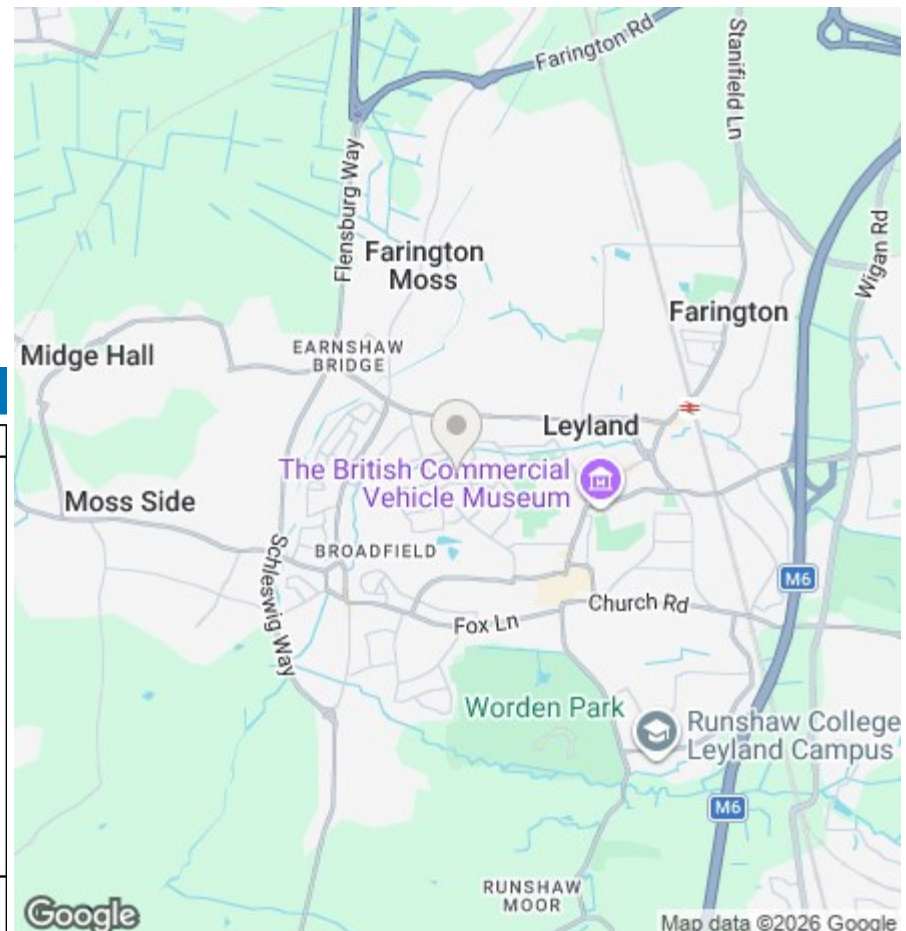 Farington Rd
Stanifield Ln
Flensburg Way
Wigan Rd
Farington
Moss
Farington
EARNSHAW
BRIDGE
Midge Hall
Leyland
The British Commercial
Vehicle Museum
Moss Side
BROADFIELD
Schleswig Way
M6
Church Rd
Fox Ln
Worden Park
Runshaw College
Leyland Campus
M6
RUNSHAW
MOOR
Google
Map data ©2026 Google